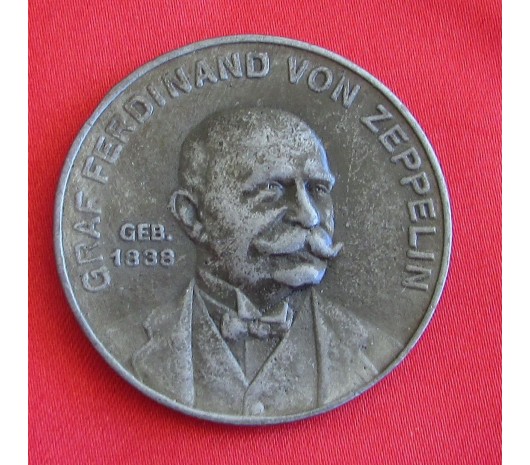 GRAF FERDINAND VON ZEPPELIN
GEB.
1838